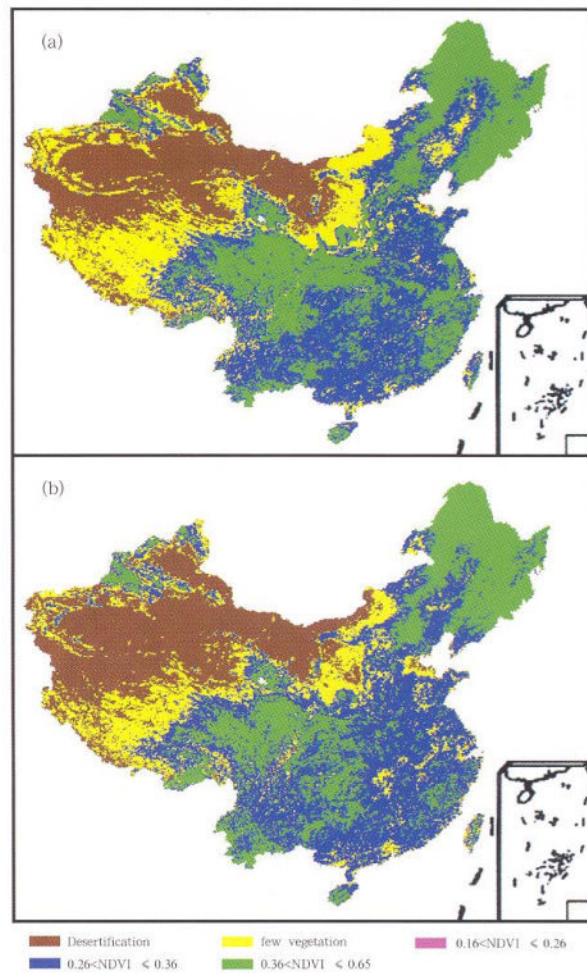 (a)
(b)
Desertification few vegetation 0.16<NDVI ≤ 0.26
0.26<NDVI ≤ 0.36 0.36<NDVI ≤ 0.65